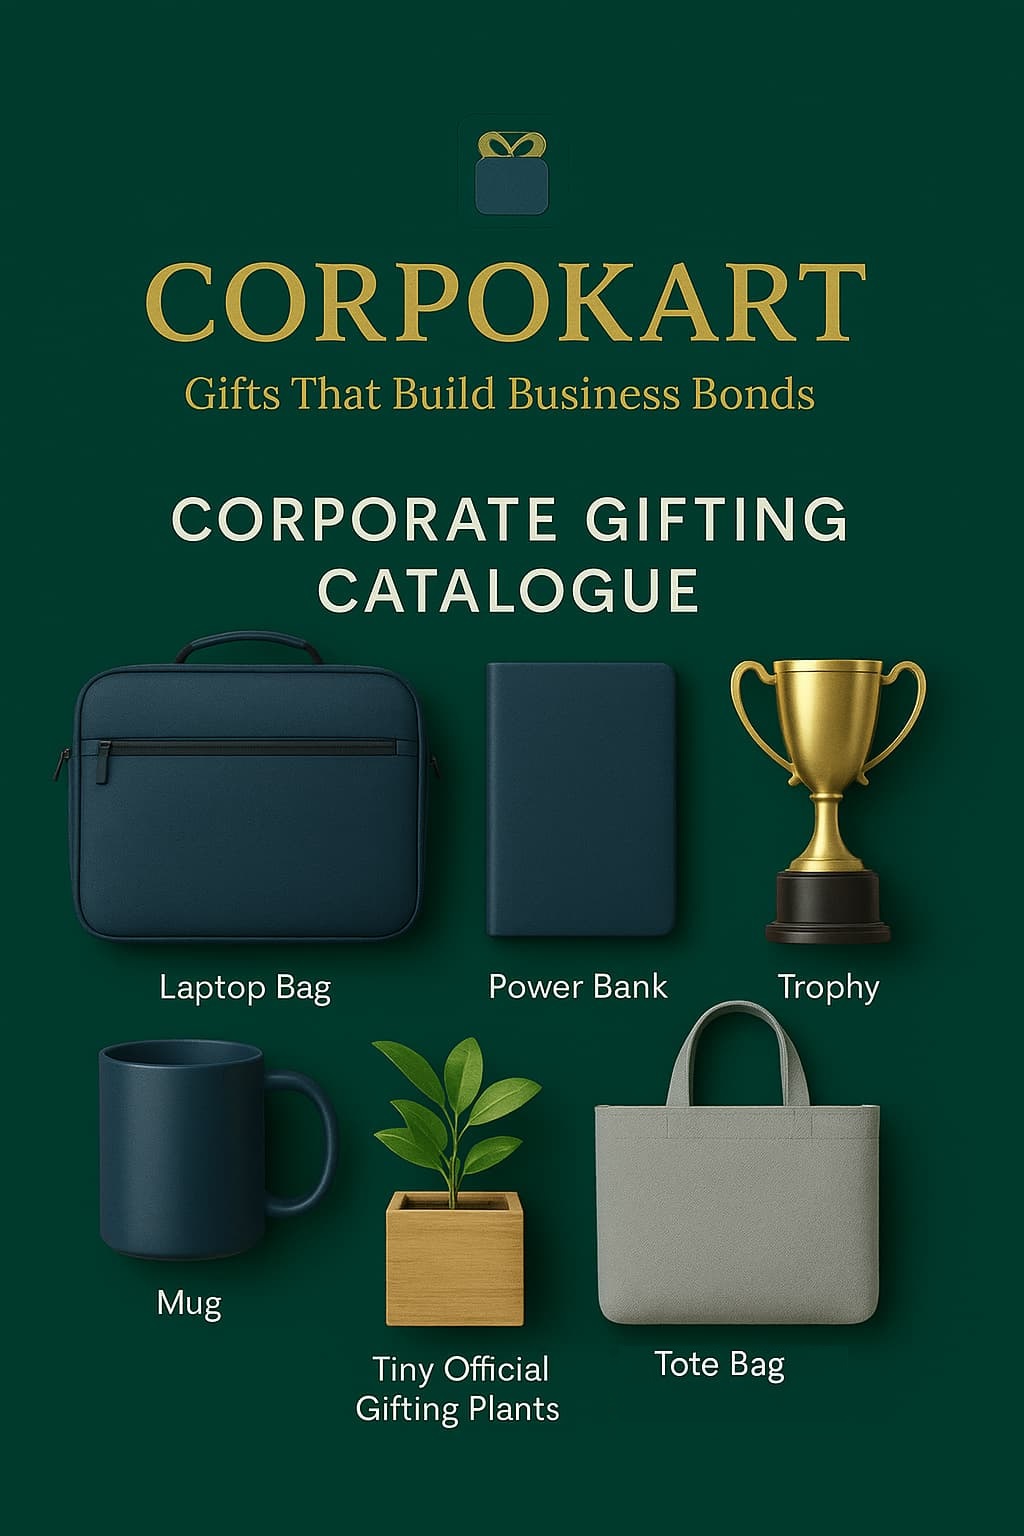 CORPOKART
Gifts That Build Business Bonds
CORPORATE GIFTING
CATALOGUE
Laptop Bag
Power Bank
Trophy
Mug
Tiny Official
Gifting Plants
Tote Bag